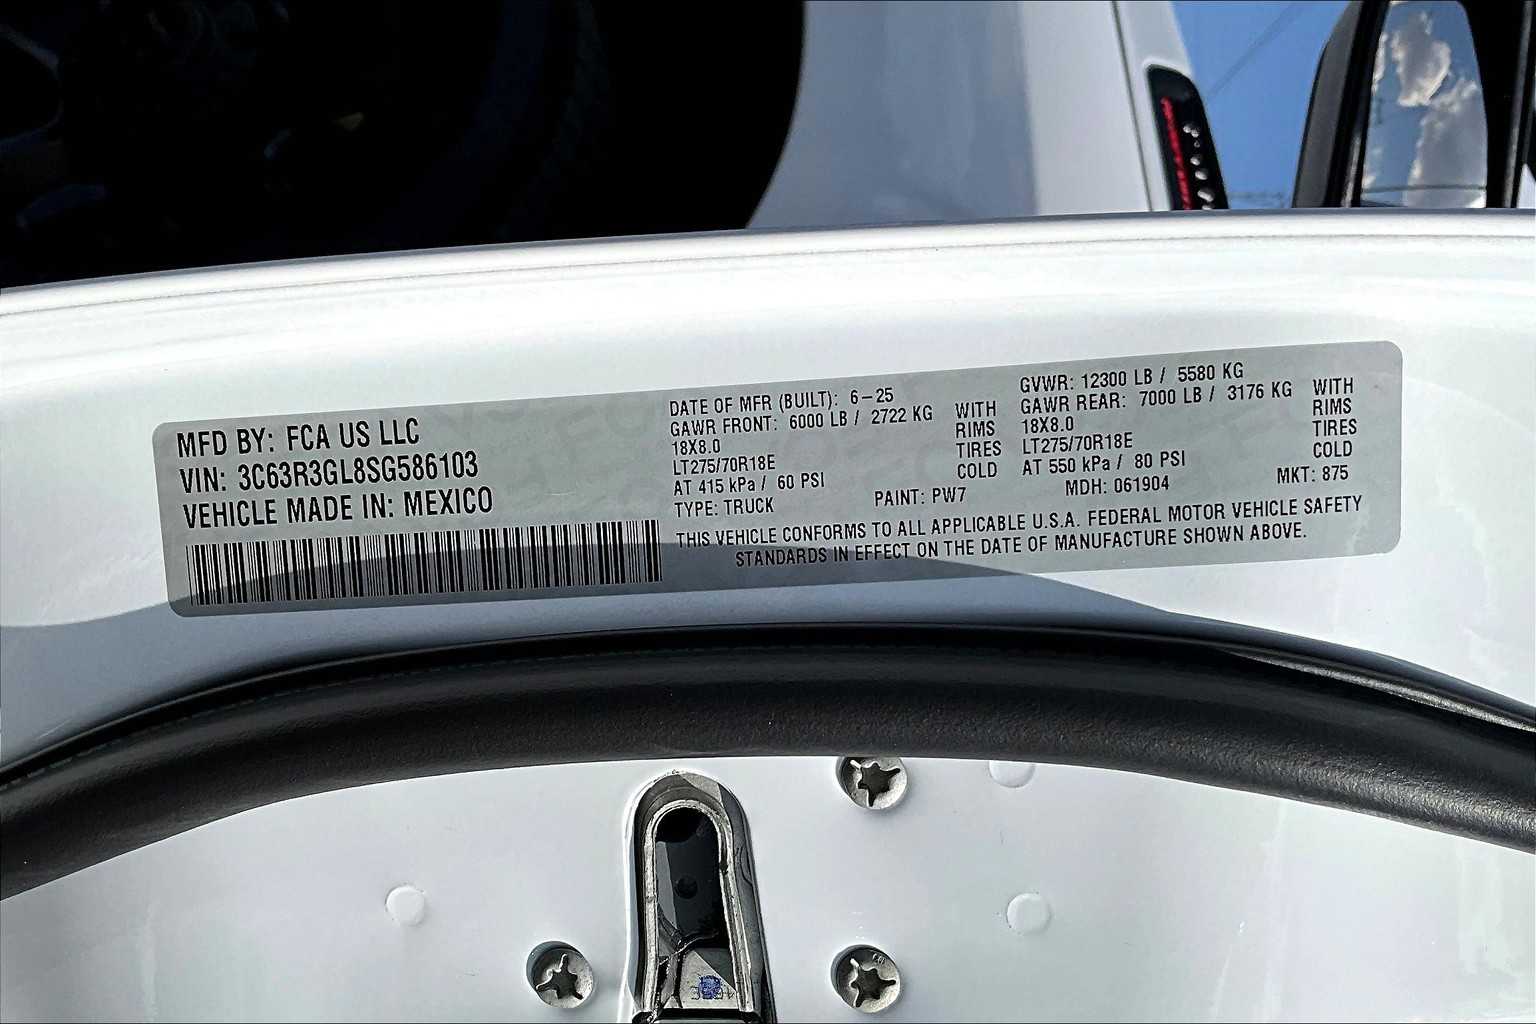 MFD BY: FCA US LLC
VIN: 3C63R3GL8SG586103
VEHICLE MADE IN: MEXICO
DATE OF MFR (BUILT): 6-25
GAWR FRONT: 6000 LB / 2722 KG
18X8.0
LT275/70R18E
AT 415 kPa / 60 PSI
WITH
RIMS
TIRES
COLD
GVWR: 12300 LB / 5580 KG
GAWR REAR: 7000 LB / 3176 KG
18X8.0
LT275/70R18E
AT 550 kPa / 80 PSI
WITH
RIMS
TIRES
COLD
TYPE: TRUCK PAINT: PW7 MDH: 061904 MKT: 875
THIS VEHICLE CONFORMS TO ALL APPLICABLE U.S.A. FEDERAL MOTOR VEHICLE SAFETY
STANDARDS IN EFFECT ON THE DATE OF MANUFACTURE SHOWN ABOVE.